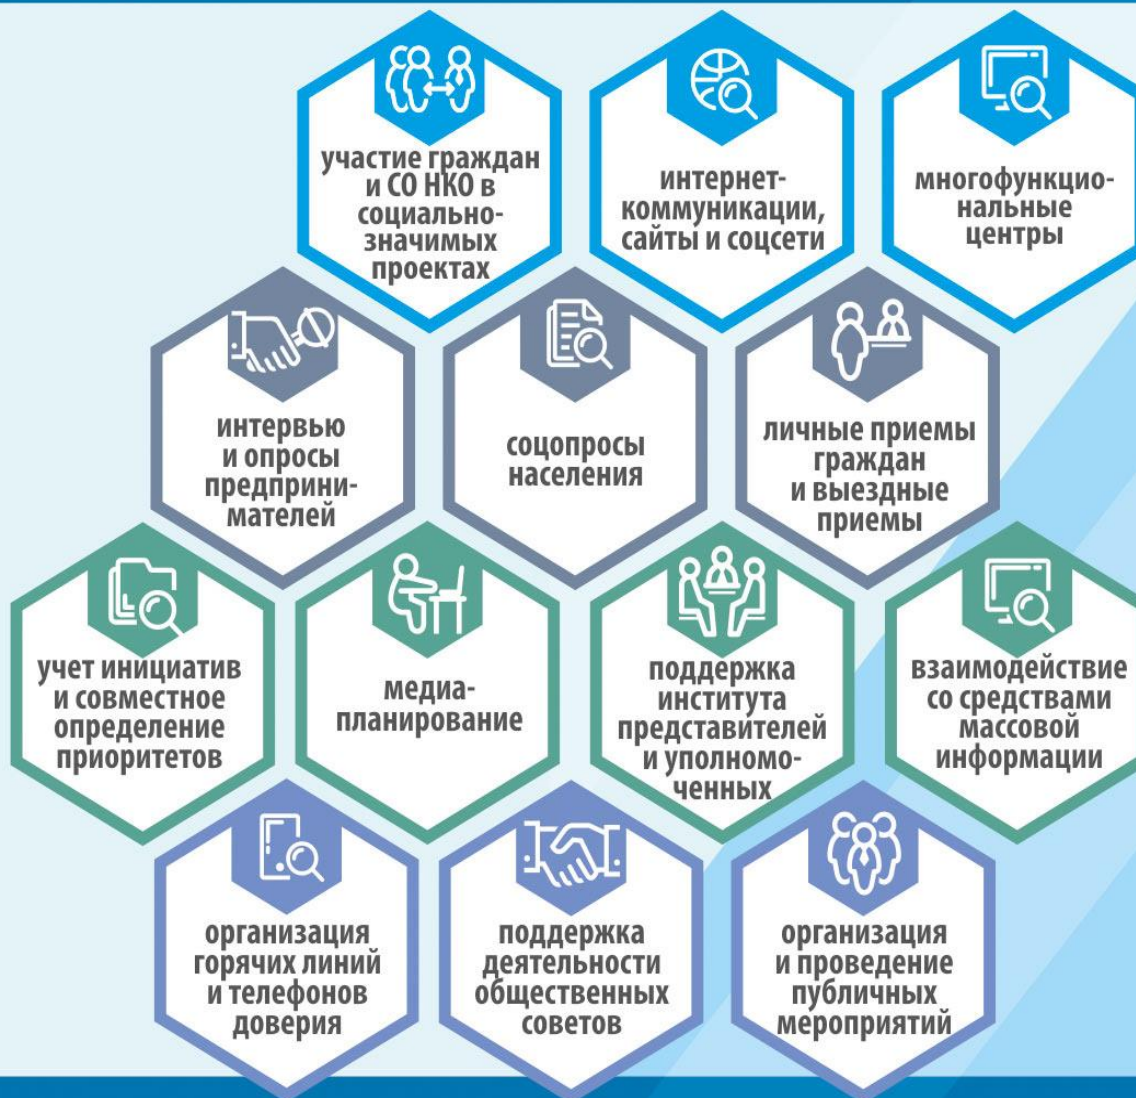 участие граждан
и СО НКО в
социально-
значимых
проектах
интернет-
коммуникации,
сайты и соцсети
многофункцио-
нальные
центры
интервью
и опросы
предприни-
мателей
соцопросы
населения
личные приемы
граждан
и выездные
приемы
учет инициатив
и совместное
определение
приоритетов
медиа-
планирование
поддержка
института
представителей
и уполномо-
ченных
взаимодействие
со средствами
массовой
информации
организация
горячих линий
и телефонов
доверия
поддержка
деятельности
общественных
советов
организация
и проведение
публичных
мероприятий